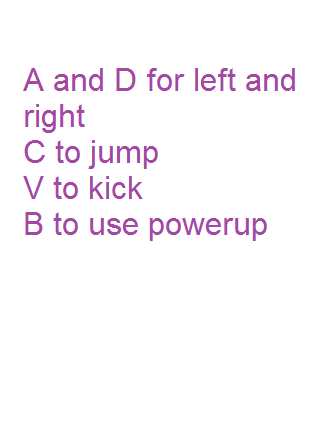 A and D for left and
right
C to jump
V to kick
B to use powerup